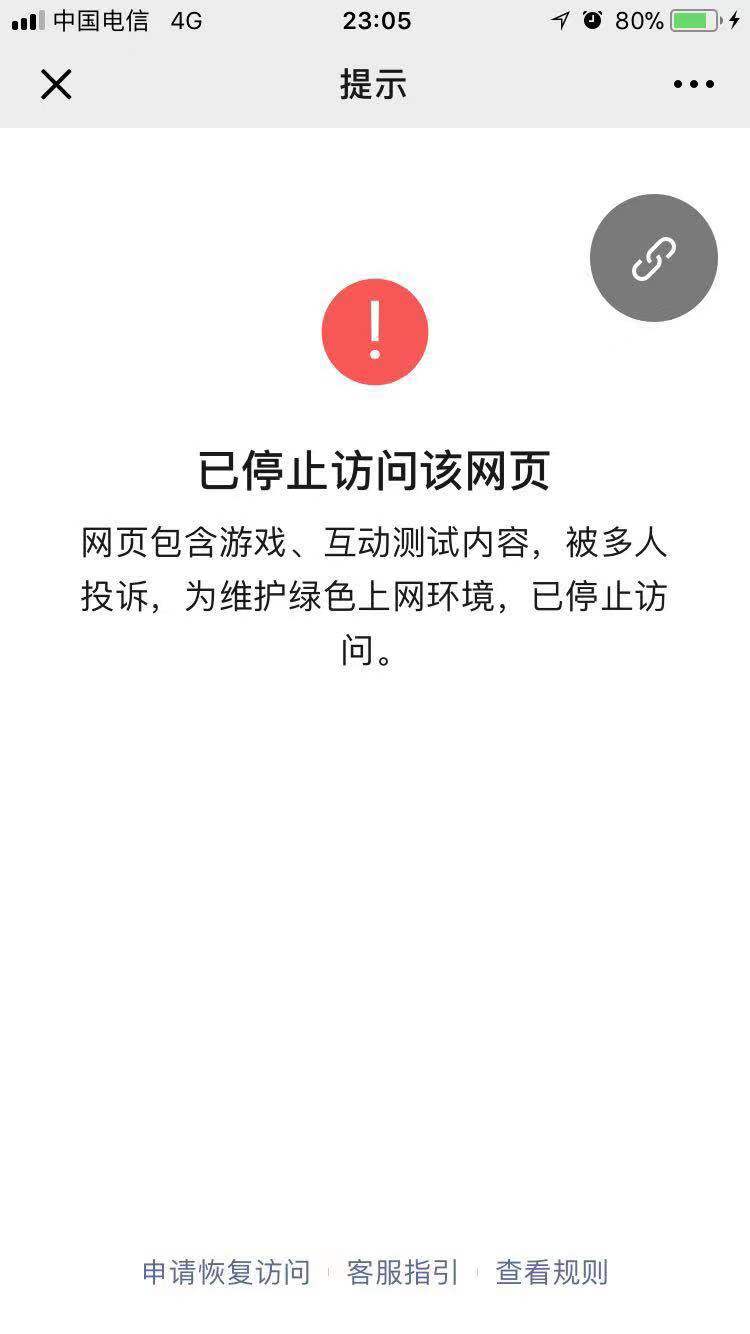 中国电信 4G 23:05 80%
提示
已停止访问该网页
网页包含游戏、互动测试内容，被多人
投诉，为维护绿色上网环境，已停止访
问。
申请恢复访问 客服指引 查看规则